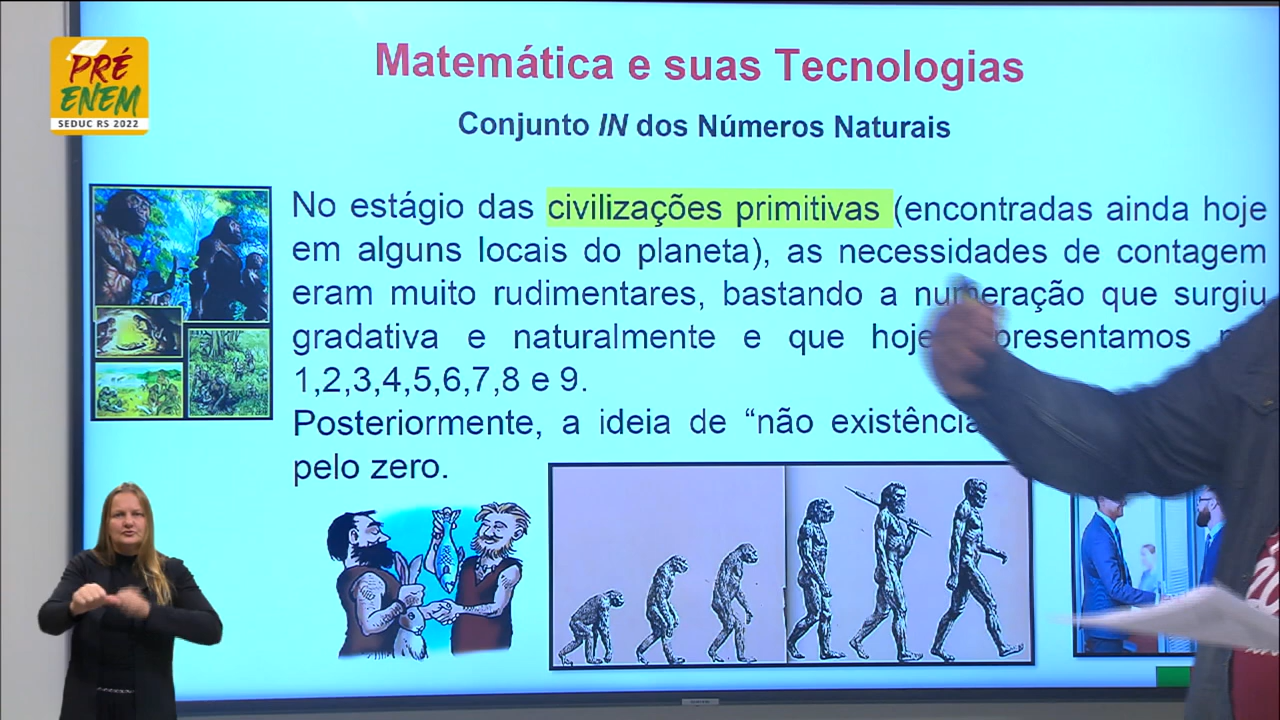 PRÉ
ENEM
SEDUC RS 2022
Matemática e suas Tecnologias
Conjunto IN dos Números Naturais
No estágio das civilizações primitivas (encontradas ainda hoje
em alguns locais do planeta), as necessidades de contagem
eram muito rudimentares, bastando a numeração que surgiu
gradativa e naturalmente e que hoje
1,2,3,4,5,6,7,8 e 9.
Posteriormente, a ideia de “não existência
pelo zero.